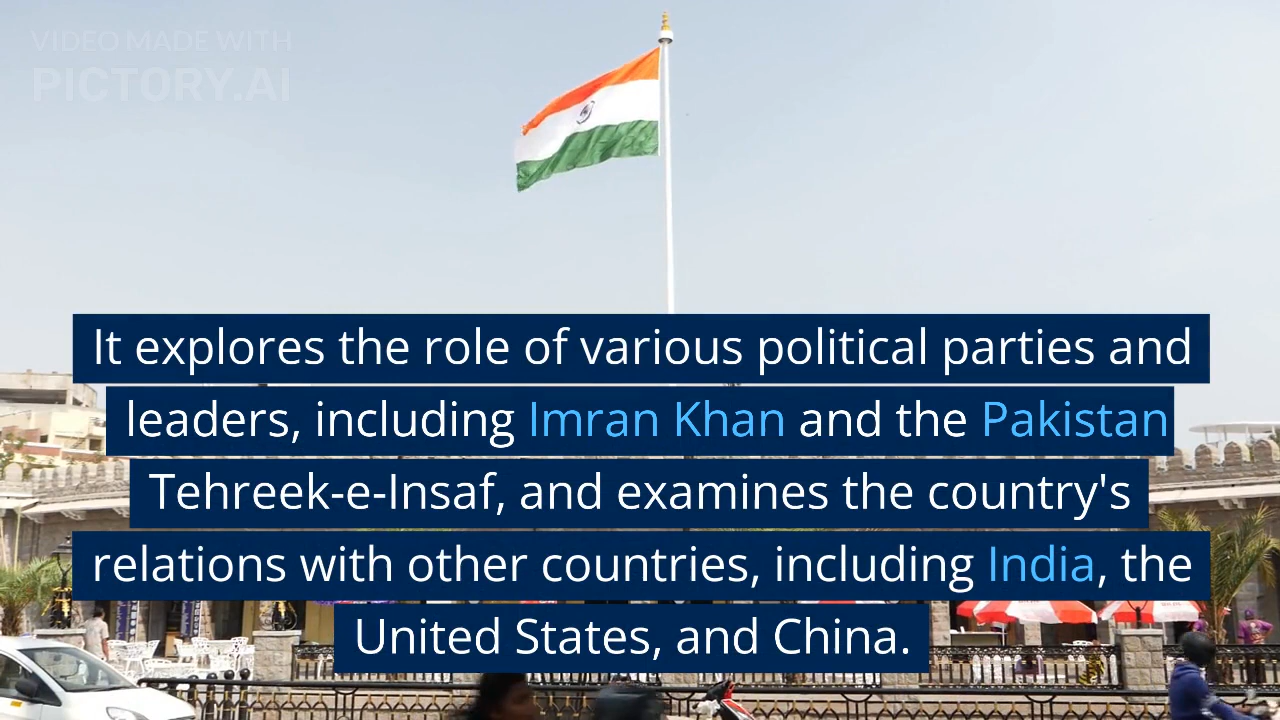 VIDEO MADE WITH
PICTORY.AI
It explores the role of various political parties and
leaders, including Imran Khan and the Pakistan
Tehreek-e-Insaf, and examines the country's
relations with other countries, including India, the
United States, and China.